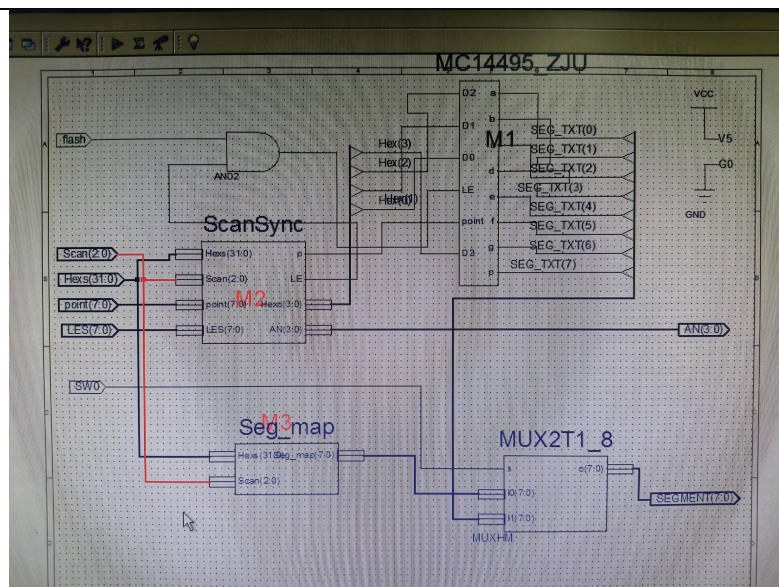 MC14495_ZJU
D2 a
b
D1
M1
D0
d
LE
e
point f
g
D3
p
VCC
V5
G0
GND
flash
AND2
Hex(3)
Hex(2)
SEG_TXT(0)
SEG_TXT(1)
SEG_TXT(2)
SEG_TXT(3)
SEG_TXT(4)
SEG_TXT(5)
SEG_TXT(6)
SEG_TXT(7)
ScanSync
Scan(2:0)
Hexs(31:0)
point(7:0)
LES(7:0)
Hexs(31:0) p
Scan(2:0) LE
point(7:0) Hexo(3:0)
M2
LES(7:0) AN(3:0)
AN(3:0)
SW0
M3
Seg_map
Hexs(31:0) Seg_map(7:0)
Scan(2:0)
MUX2T1_8
s o(7:0)
I0(7:0)
I1(7:0)
MUXHM
SEGMENT(7:0)